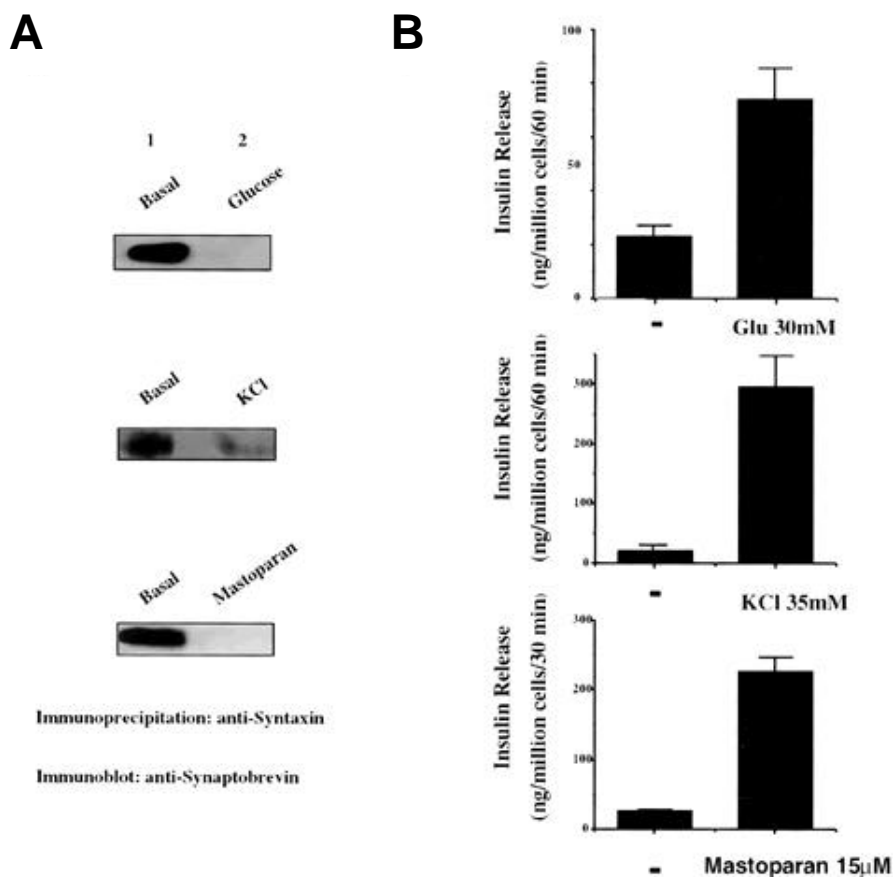 A
1 2
Basal Glucose
Basal KCl
Basal Mastoparan
Immunoprecipitation: anti-Syntaxin
Immunoblot: anti-Synaptobrevin
B
Insulin Release
(ng/million cells/60 min)
100
50
0
- Glu 30mM
Insulin Release
(ng/million cells/60 min)
300
200
100
0
- KCl 35mM
Insulin Release
(ng/million cells/30 min)
300
200
100
0
- Mastoparan 15µM